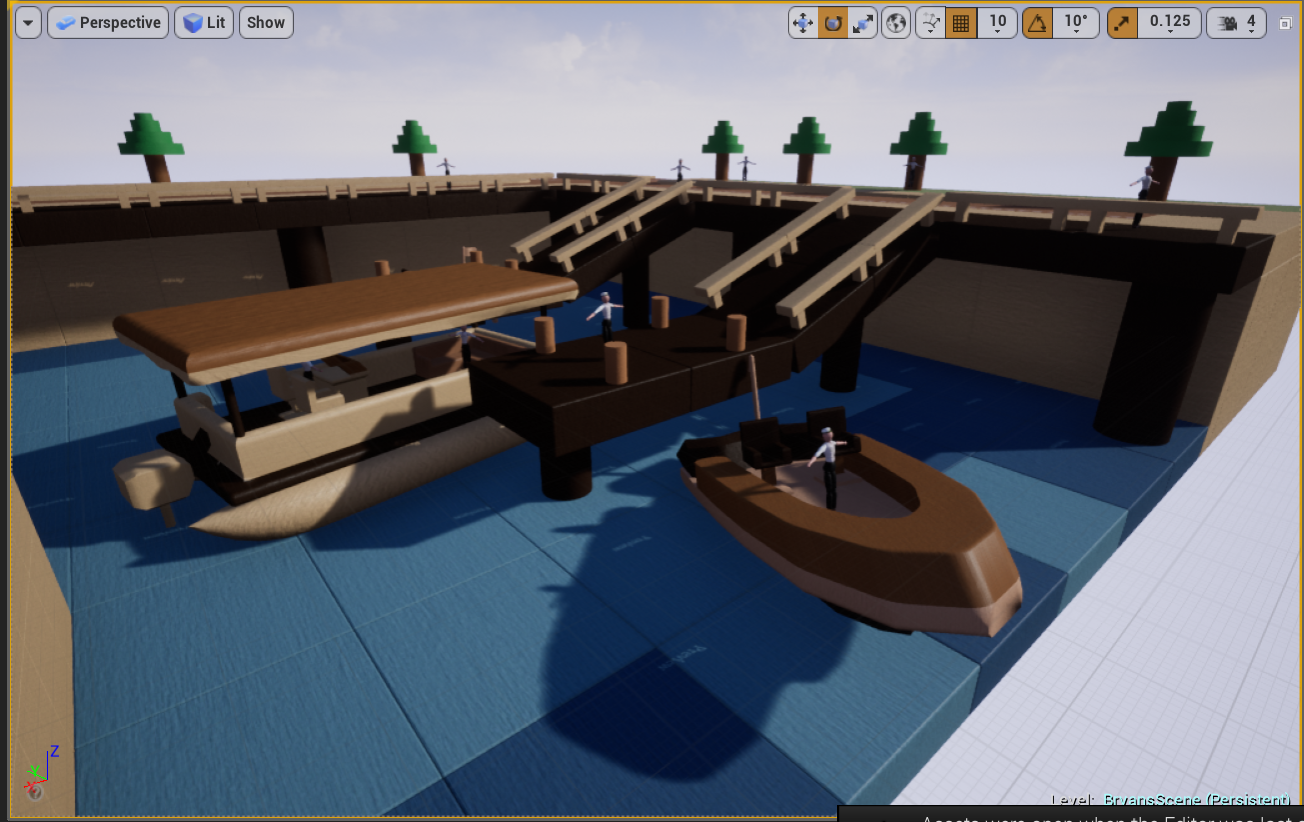 Perspective
Lit
Show
10
10°
0.125
4
Preview
Z
Level: BryansScene (Persistent)
Assets were open when the Editor was last